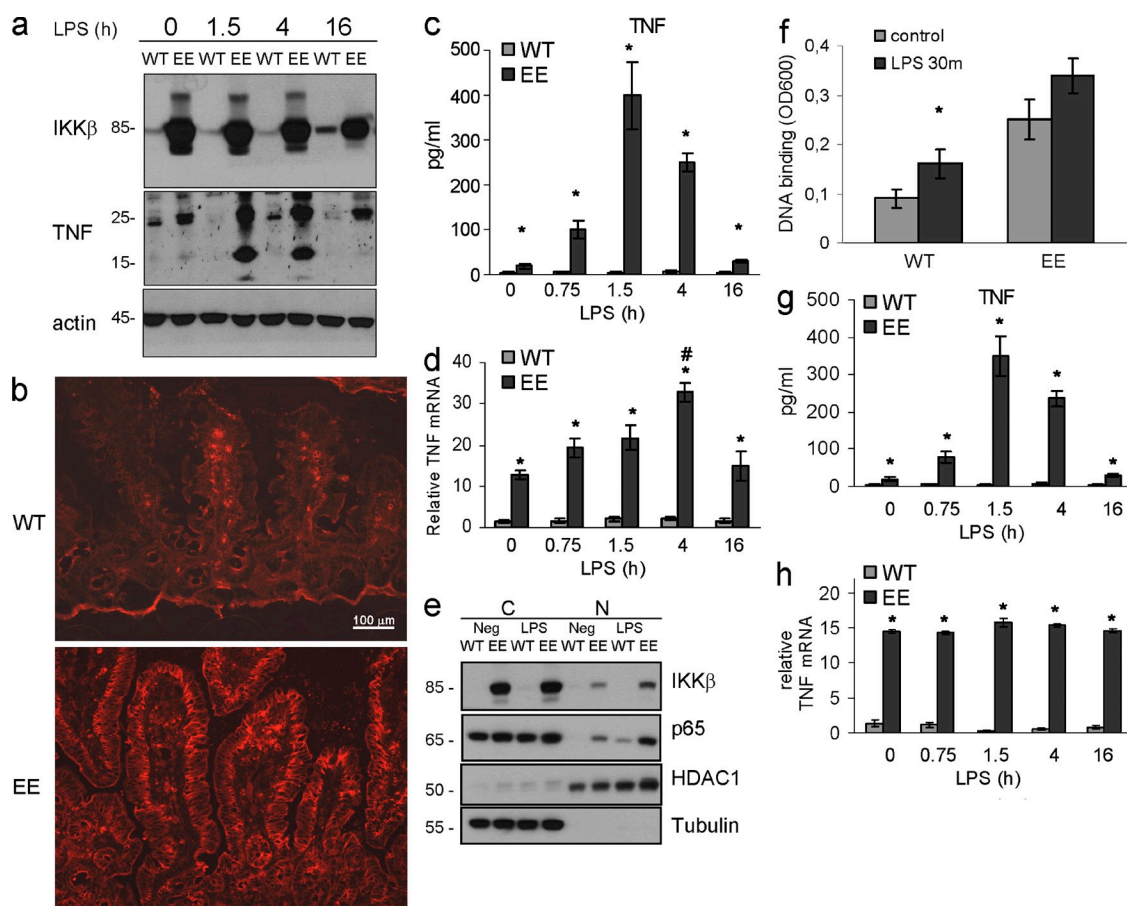 a
LPS (h) 0 1.5 4 16
WT EE WT EE WT EE WT EE
IKKβ 85-
TNF 25-
15-
actin 45-
b
WT
100 μm
EE
c
TNF
WT
EE
pg/ml
500
400
300
200
100
0
* * * * *
0 0.75 1.5 4 16
LPS (h)
d
WT
EE
Relative TNF mRNA
40
30
20
10
0
#
* * * * *
0 0.75 1.5 4 16
LPS (h)
e
C N
Neg LPS Neg LPS
WT EE WT EE WT EE WT EE
85 - IKKβ
65 - p65
50 - HDAC1
55 - Tubulin
f
control
LPS 30m
DNA binding (OD600)
0,4
0,3
0,2
0,1
0
*
WT EE
g
TNF
WT
EE
pg/ml
500
400
300
200
100
0
* * * * *
0 0.75 1.5 4 16
LPS (h)
h
WT
EE
relative
TNF mRNA
20
15
10
5
0
* * * * *
0 0.75 1.5 4 16
LPS (h)